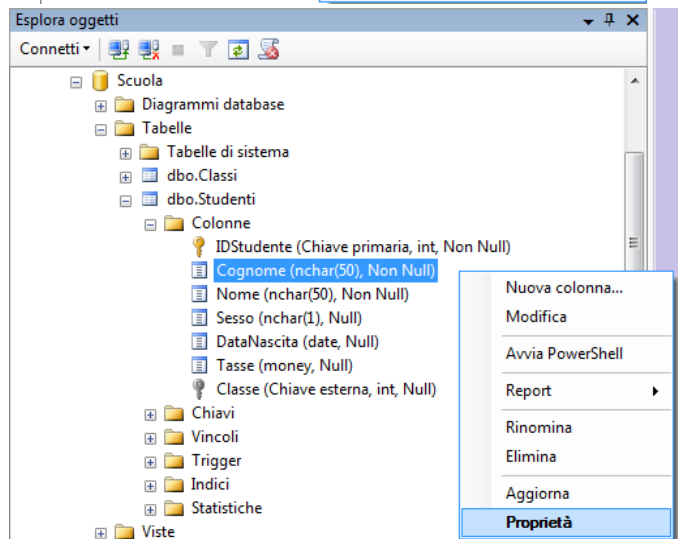 Esplora oggetti
Connetti
Scuola
Diagrammi database
Tabelle
Tabelle di sistema
dbo.Classi
dbo.Studenti
Colonne
IDStudente (Chiave primaria, int, Non Null)
Cognome (nchar(50), Non Null)
Nome (nchar(50), Non Null)
Sesso (nchar(1), Null)
DataNascita (date, Null)
Tasse (money, Null)
Classe (Chiave esterna, int, Null)
Chiavi
Vincoli
Trigger
Indici
Statistiche
Viste
Nuova colonna...
Modifica
Avvia PowerShell
Report
Rinomina
Elimina
Aggiorna
Proprietà